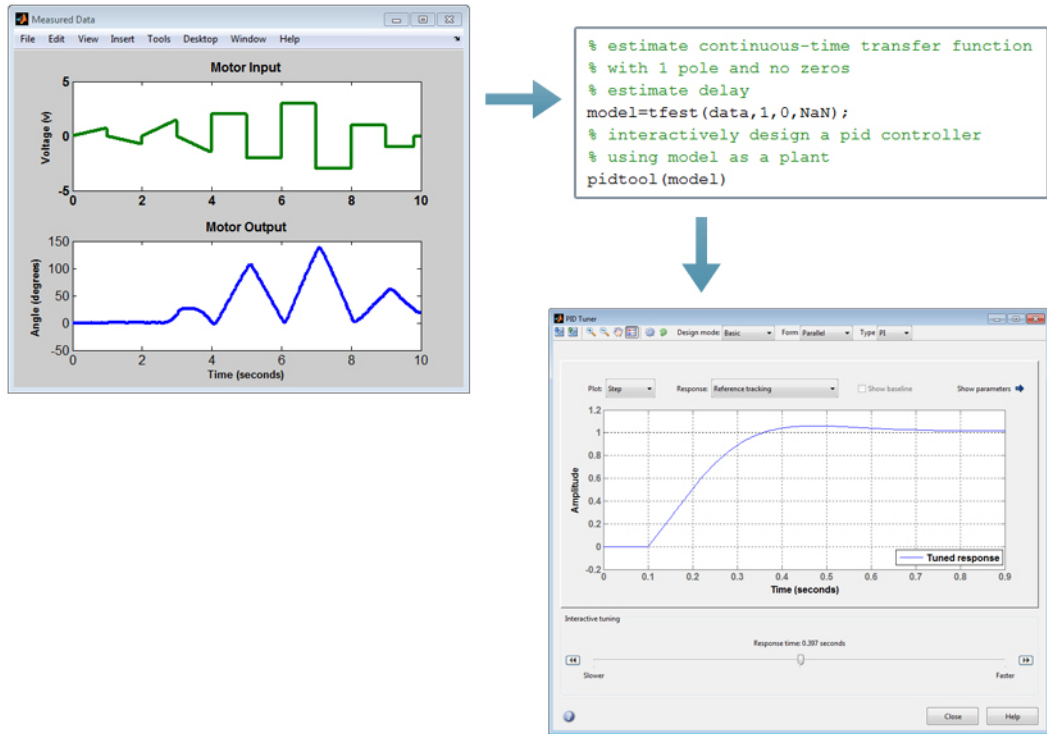 Measured Data
File Edit View Insert Tools Desktop Window Help
Motor Input
5
0
-5
Voltage (v)
0 2 4 6 8 10
Motor Output
150
100
50
0
-50
Angle (degrees)
0 2 4 6 8 10
Time (seconds)
% estimate continuous-time transfer function
% with 1 pole and no zeros
% estimate delay
model=tfest(data,1,0,NaN);
% interactively design a pid controller
% using model as a plant
pidtool(model)
PID Tuner
Design mode: Basic Form: Parallel Type: PI
Plot: Step Response: Reference tracking Show baseline Show parameters
1.2
1
0.8
0.6
0.4
0.2
0
-0.2
Amplitude
Tuned response
0 0.1 0.2 0.3 0.4 0.5 0.6 0.7 0.8 0.9
Time (seconds)
Interactive tuning
Response time: 0.397 seconds
Slower Faster
Close Help